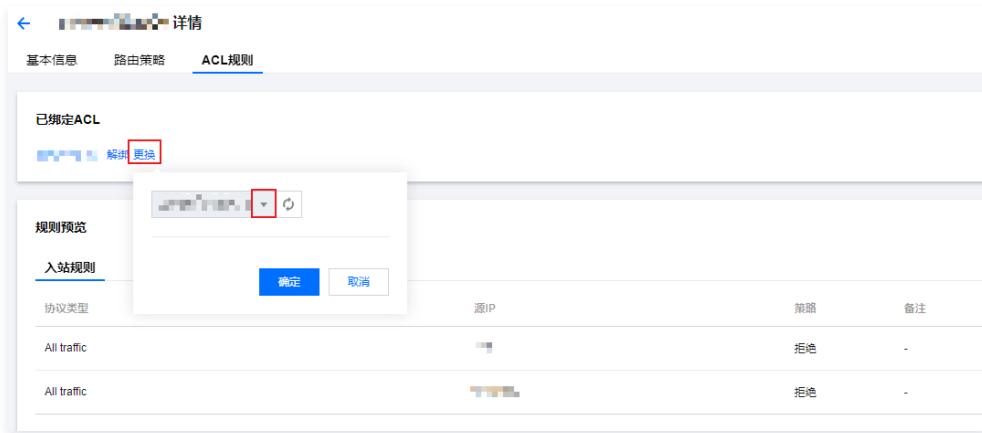 详情
基本信息 路由策略 ACL规则
已绑定ACL
解绑 更换
规则预览
确定 取消
入站规则
协议类型 源IP 策略 备注
All traffic 拒绝 -
All traffic 拒绝 -